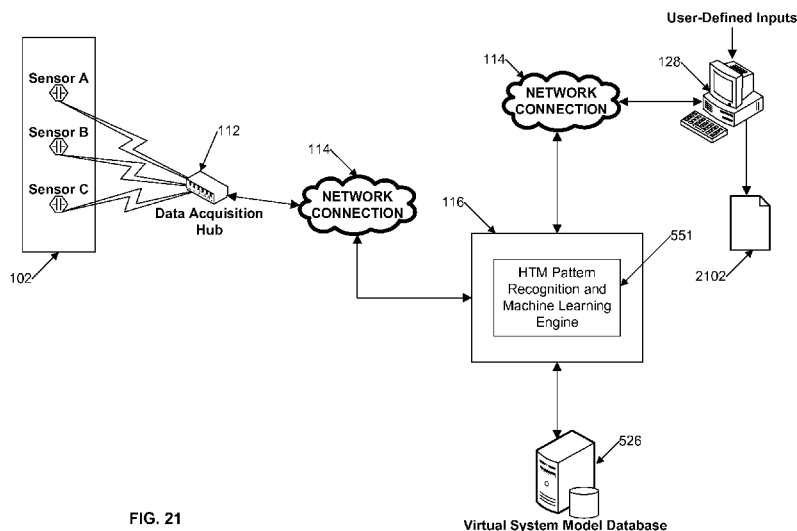 User-Defined Inputs
128
114
NETWORK
CONNECTION
Sensor A
Sensor B
Sensor C
112
Data Acquisition
Hub
114
NETWORK
CONNECTION
102
116
551
HTM Pattern
Recognition and
Machine Learning
Engine
2102
526
Virtual System Model Database
FIG. 21